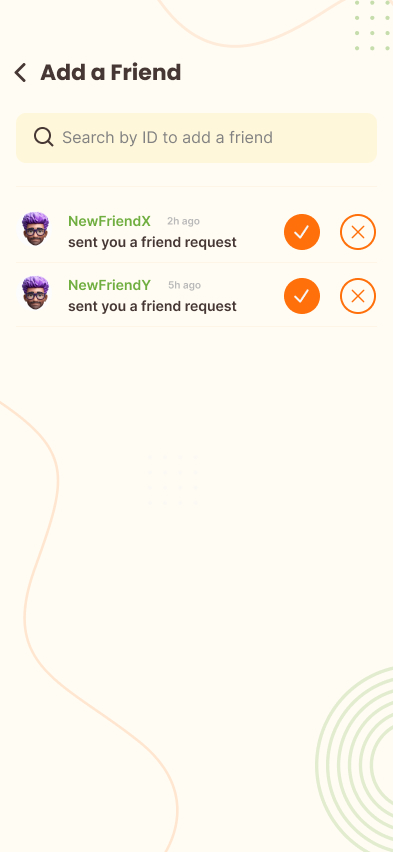 Add a Friend
Search by ID to add a friend
NewFriendX 2h ago
sent you a friend request
NewFriendY 5h ago
sent you a friend request